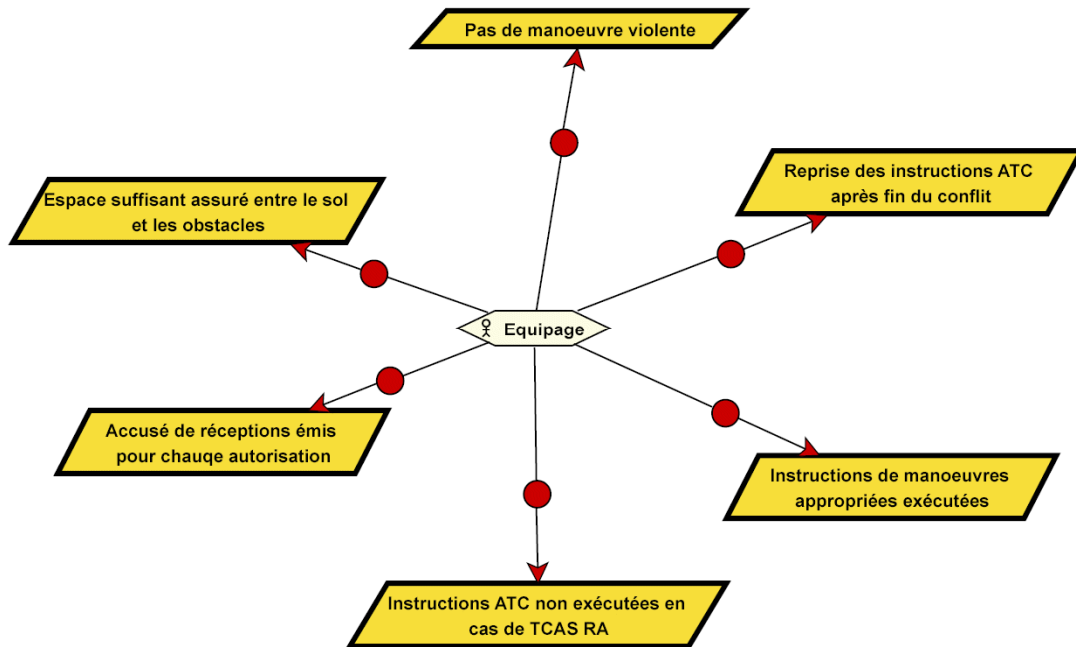 Pas de manoeuvre violente
Reprise des instructions ATC
après fin du conflit
Espace suffisant assuré entre le sol
et les obstacles
Equipage
Accusé de réceptions émis
pour chauqe autorisation
Instructions de manoeuvres
appropriées exécutées
Instructions ATC non exécutées en
cas de TCAS RA